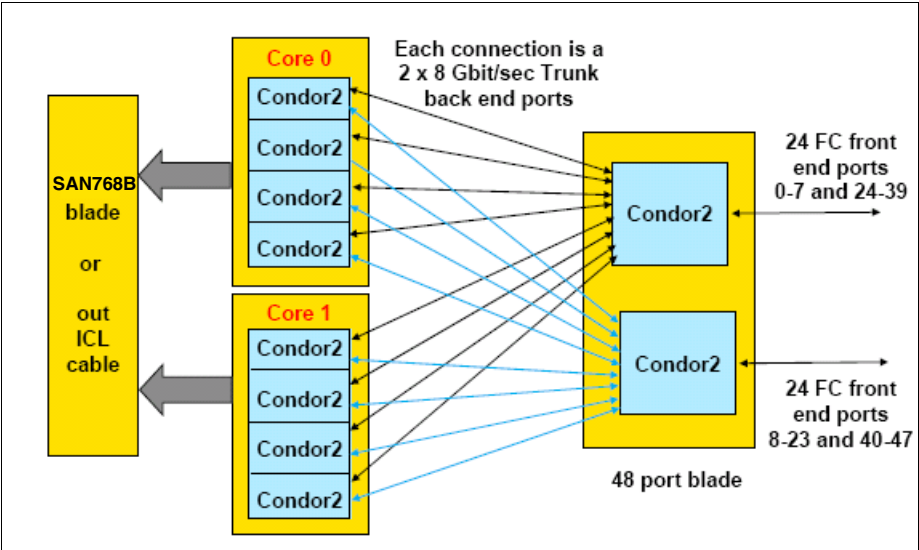 SAN768B
blade
or
out
ICL
cable
Core 0
Condor2
Condor2
Condor2
Condor2
Core 1
Condor2
Condor2
Condor2
Condor2
Each connection is a
2 x 8 Gbit/sec Trunk
back end ports
Condor2
Condor2
48 port blade
24 FC front
end ports
0-7 and 24-39
24 FC front
end ports
8-23 and 40-47